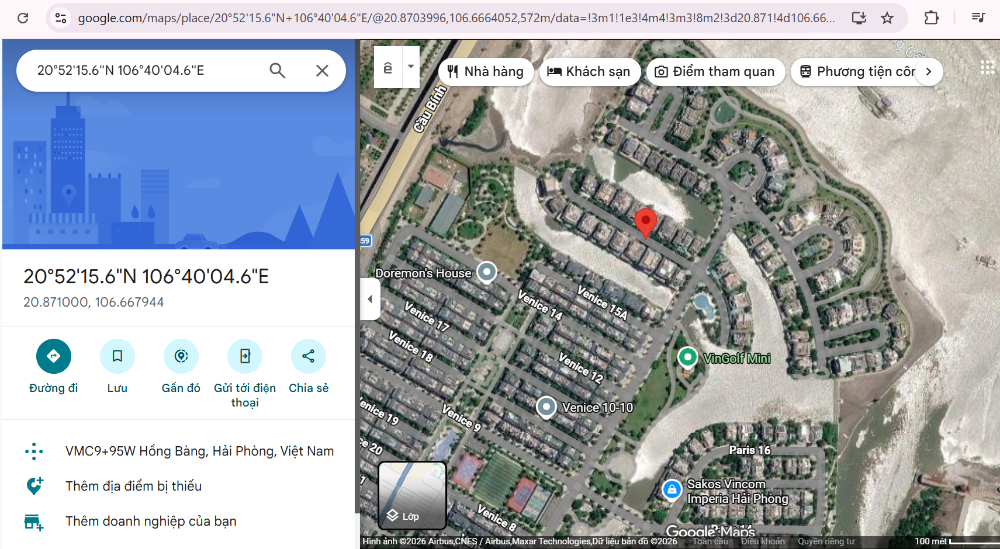 google.com/maps/place/20°52'15.6"N+106°40'04.6"E/@20.8703996,106.6664052,572m/data=!3m1!1e3!4m4!3m3!8m2!3d20.871!4d106.66...
20°52'15.6"N 106°40'04.6"E
ê
Nhà hàng
Khách sạn
Điểm tham quan
Phương tiện côn
Cầu Bính
59
20°52'15.6"N 106°40'04.6"E
20.871000, 106.667944
Đường đi
Lưu
Gần đó
Gửi tới điện
thoại
Chia sẻ
VMC9+95W Hồng Bàng, Hải Phòng, Việt Nam
Thêm địa điểm bị thiếu
Thêm doanh nghiệp của bạn
Doremon's House
Venice 15A
Venice 14
Venice 17
Venice 18
Venice 12
VinGolf Mini
Venice 10-10
Venice 19
Venice 9
ce 20
Paris 16
Sakos Vincom
Imperia Hải Phòng
Venice 8
Lớp
Google Maps
Hình ảnh ©2026 Airbus,CNES / Airbus,Maxar Technologies,Dữ liệu bản đồ ©2026
Toàn cầu
Điều khoản
Quyền riêng tư
100 mét